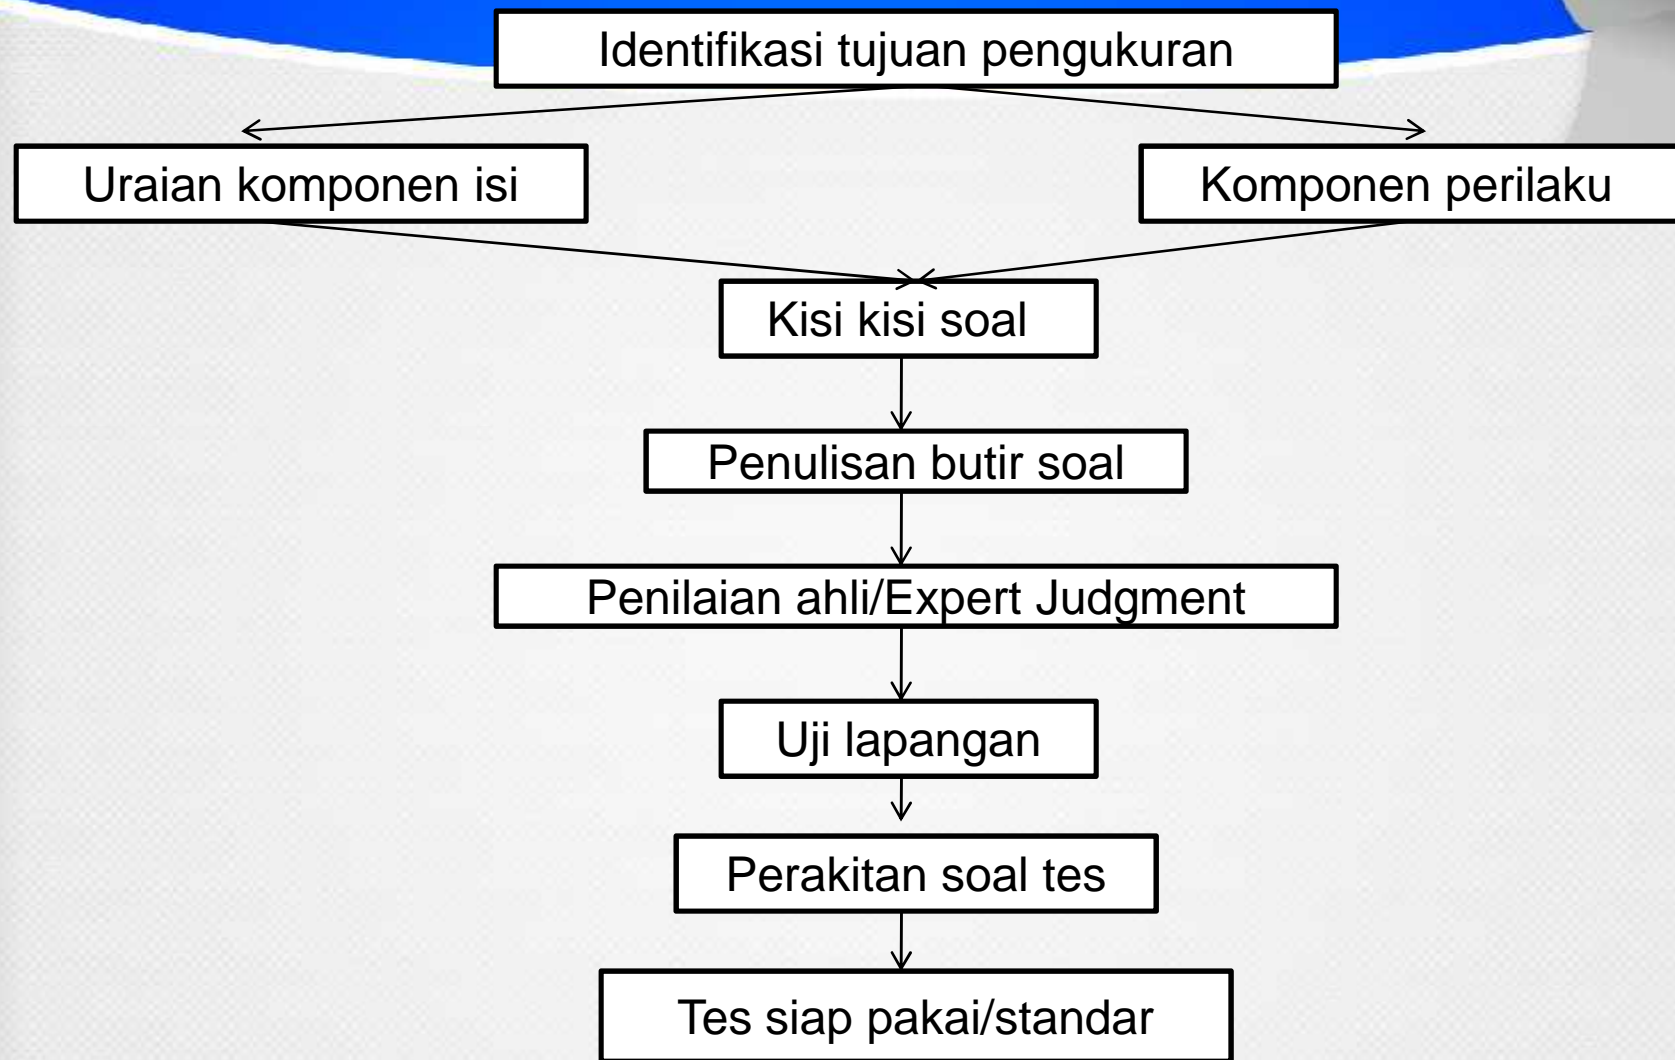 Identifikasi tujuan pengukuran
Uraian komponen isi
Komponen perilaku
Kisi kisi soal
Penulisan butir soal
Penilaian ahli/Expert Judgment
Uji lapangan
Perakitan soal tes
Tes siap pakai/standar